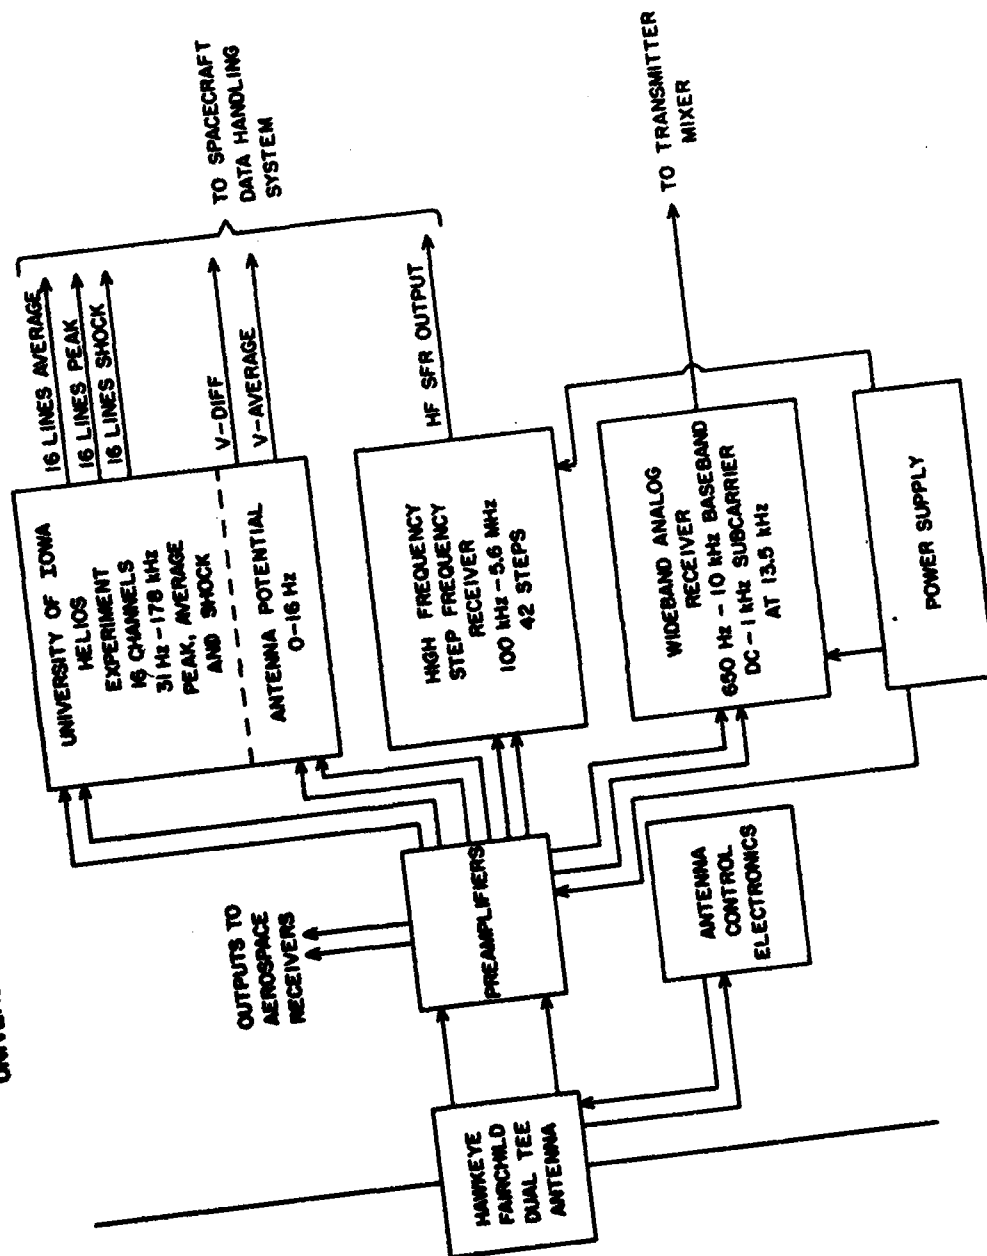 16 LINES AVERAGE
16 LINES PEAK
16 LINES SHOCK
V-DIFF
V-AVERAGE
TO SPACECRAFT
DATA HANDLING
SYSTEM
UNIVERSITY OF IOWA
HELIOS
EXPERIMENT
16 CHANNELS
31 Hz-178 kHz
PEAK, AVERAGE
AND SHOCK
ANTENNA POTENTIAL
0-16 Hz
HF SFR OUTPUT
HIGH FREQUENCY
STEP FREQUENCY
RECEIVER
100 kHz-5.6 MHz
42 STEPS
TO TRANSMITTER
MIXER
WIDEBAND ANALOG
RECEIVER
650 Hz-10 kHz BASEBAND
DC-1 kHz SUBCARRIER
AT 13.5 kHz
POWER SUPPLY
OUTPUTS TO
AEROSPACE
RECEIVERS
PREAMPLIFIERS
ANTENNA
CONTROL
ELECTRONICS
HAWKEYE
FAIRCHILD
DUAL TEE
ANTENNA